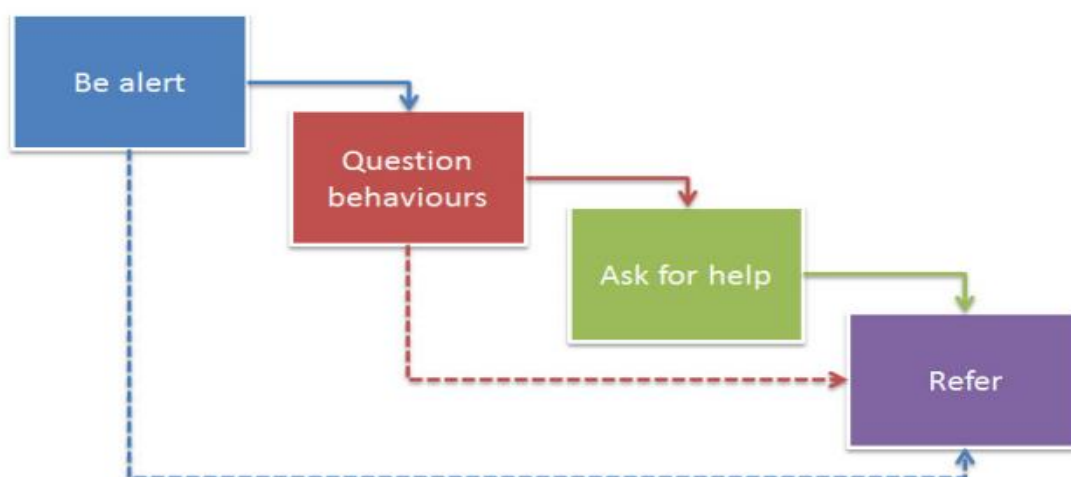 Be alert
Question
behaviours
Ask for help
Refer